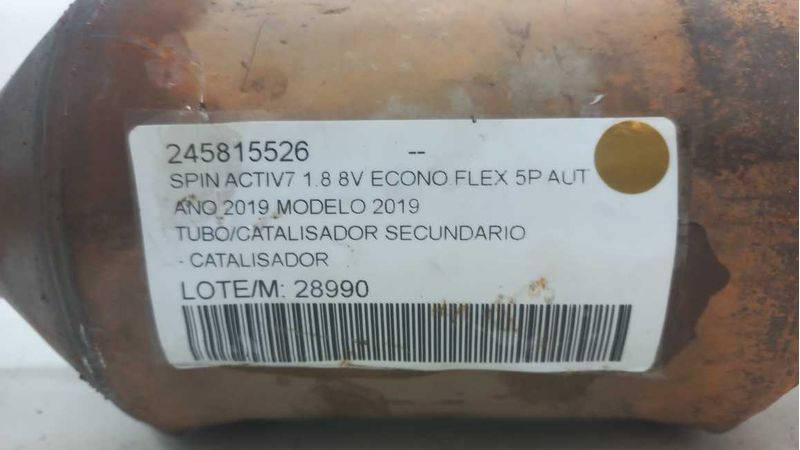 245815526 --
SPIN ACTIV7 1.8 8V ECONO.FLEX 5P AUT
ANO 2019 MODELO 2019
TUBO/CATALISADOR SECUNDARIO
- CATALISADOR
LOTE/M: 28990